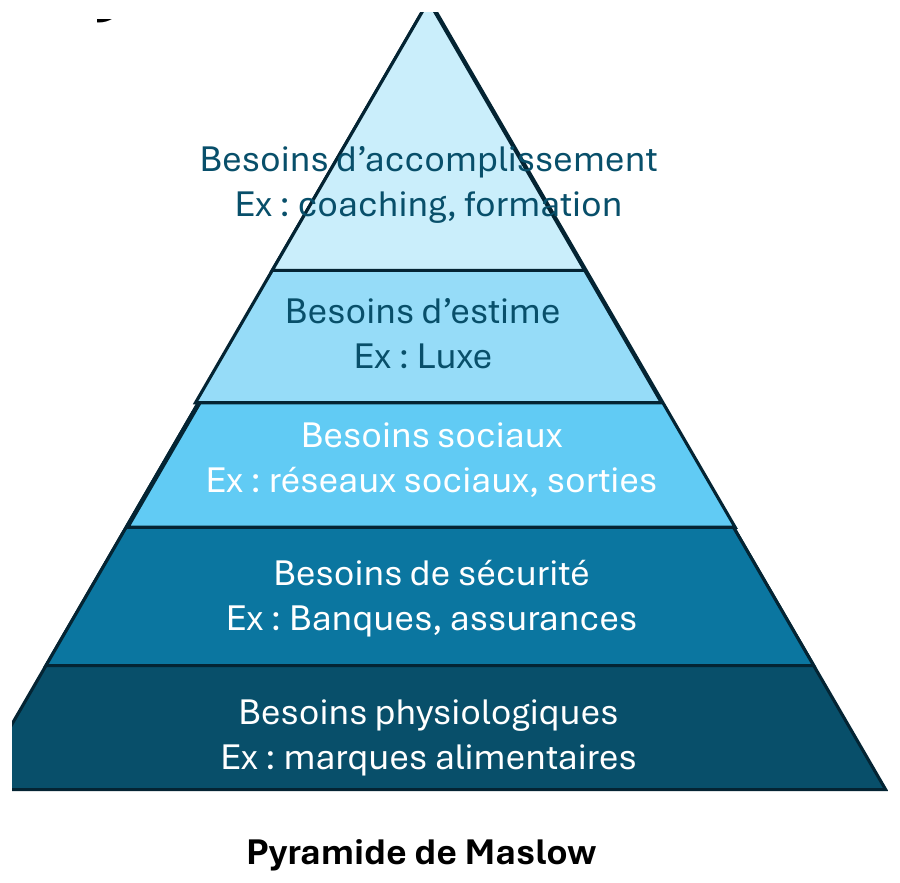 Besoins d’accomplissement
Ex : coaching, formation
Besoins d’estime
Ex : Luxe
Besoins sociaux
Ex : réseaux sociaux, sorties
Besoins de sécurité
Ex : Banques, assurances
Besoins physiologiques
Ex : marques alimentaires
Pyramide de Maslow